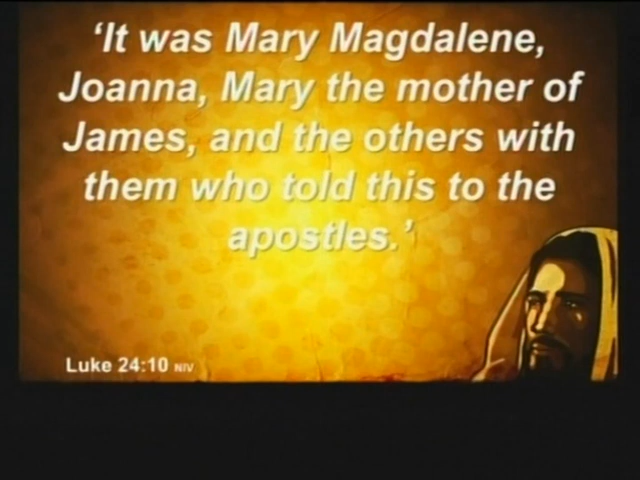 ‘It was Mary Magdalene,
Joanna, Mary the mother of
James, and the others with
them who told this to the
apostles.’
Luke 24:10 NIV